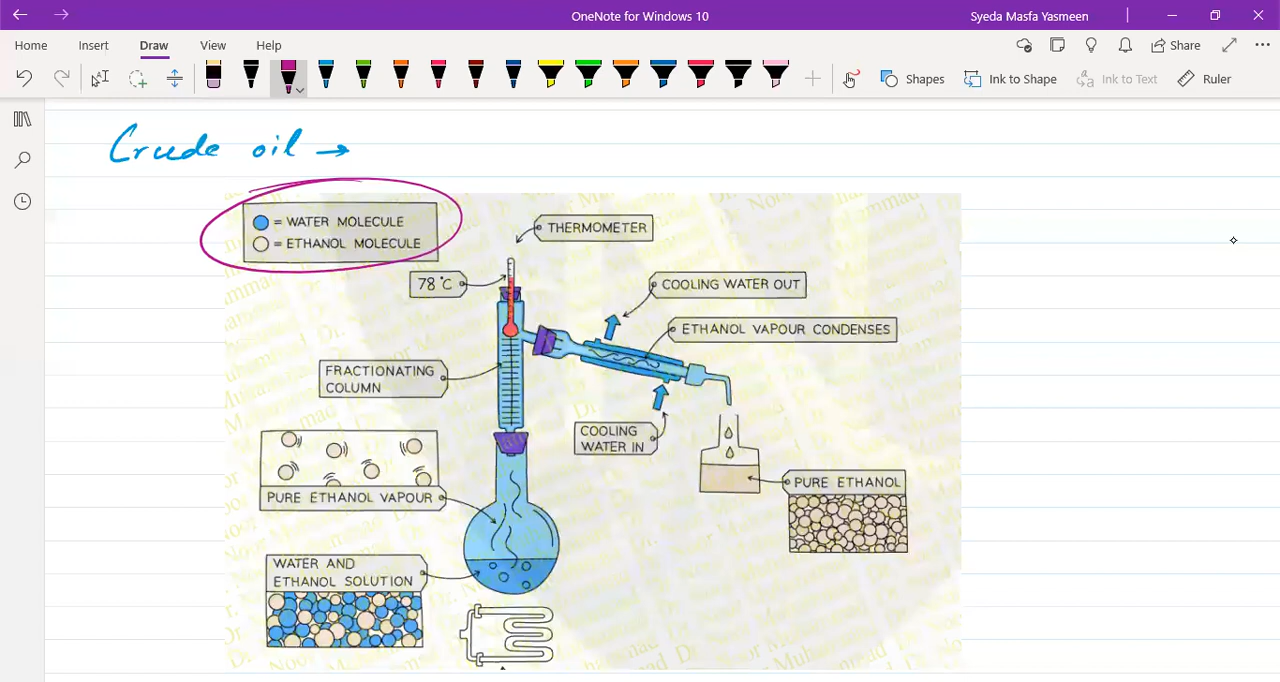 OneNote for Windows 10
Syeda Masfa Yasmeen
Home Insert Draw View Help
Share
Shapes Ink to Shape Ink to Text Ruler
Crude oil →
= WATER MOLECULE
= ETHANOL MOLECULE
THERMOMETER
78°C
COOLING WATER OUT
ETHANOL VAPOUR CONDENSES
FRACTIONATING
COLUMN
COOLING
WATER IN
PURE ETHANOL VAPOUR
PURE ETHANOL
WATER AND
ETHANOL SOLUTION